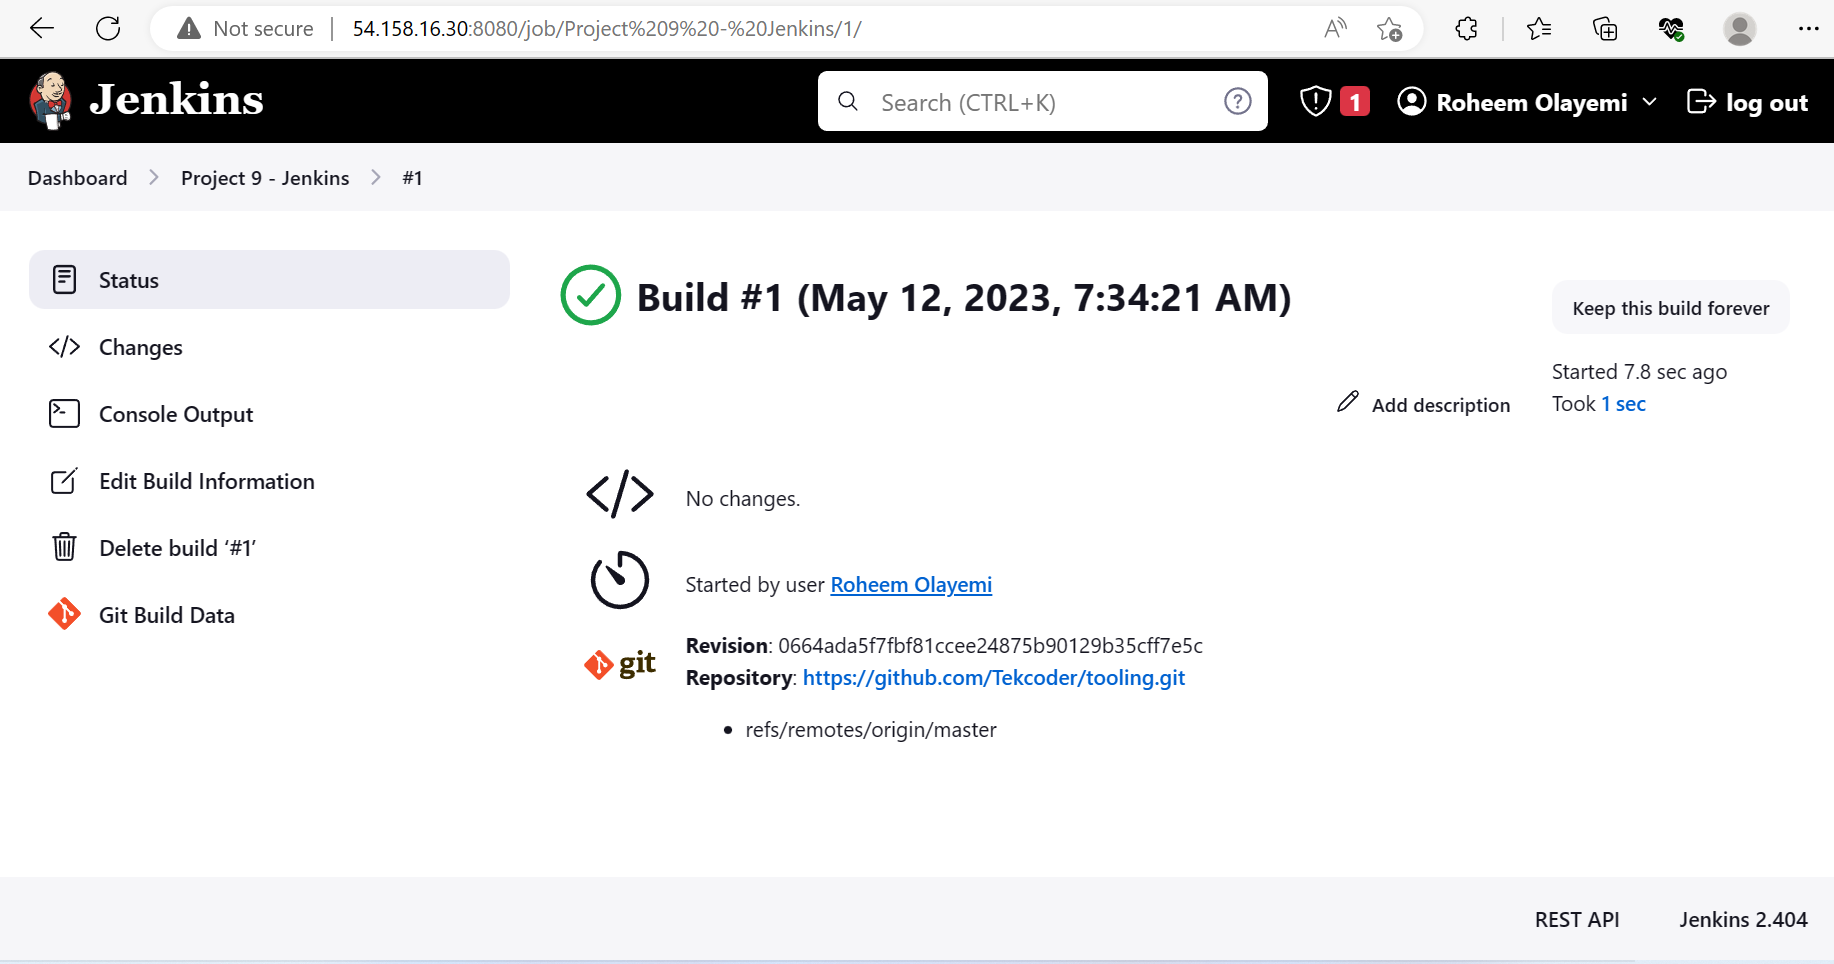 Not secure 54.158.16.30:8080/job/Project%209%20-%20Jenkins/1/
Jenkins Search (CTRL+K) 1 Roheem Olayemi log out
Dashboard Project 9 - Jenkins #1
Status
Changes
Console Output
Edit Build Information
Delete build ‘#1’
Git Build Data
Build #1 (May 12, 2023, 7:34:21 AM)
Keep this build forever
Started 7.8 sec ago
Took 1 sec
Add description
No changes.
Started by user Roheem Olayemi
git
Revision: 0664ada5f7fbf81ccee24875b90129b35cff7e5c
Repository: https://github.com/Tekcoder/tooling.git
• refs/remotes/origin/master
REST API Jenkins 2.404